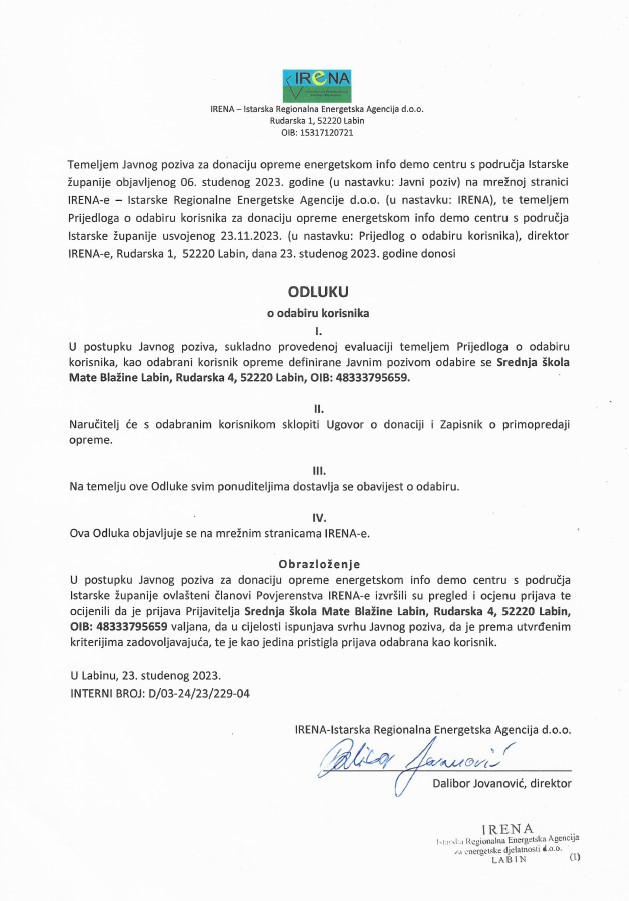 IRENA
IRENA – Istarska Regionalna Energetska Agencija d.o.o.
Rudarska 1, 52220 Labin
OIB: 15317120721
Temeljem Javnog poziva za donaciju opreme energetskom info demo centru s područja Istarske
županije objavljenog 06. studenog 2023. godine (u nastavku: Javni poziv) na mrežnoj stranici
IRENA-e – Istarske Regionalne Energetske Agencije d.o.o. (u nastavku: IRENA), te temeljem
Prijedloga o odabiru korisnika za donaciju opreme energetskom info demo centru s područja
Istarske županije usvojenog 23.11.2023. (u nastavku: Prijedlog o odabiru korisnika), direktor
IRENA-e, Rudarska 1, 52220 Labin, dana 23. studenog 2023. godine donosi
ODLUKU
o odabiru korisnika
I.
U postupku Javnog poziva, sukladno provedenoj evaluaciji temeljem Prijedloga o odabiru
korisnika, kao odabrani korisnik opreme definirane Javnim pozivom odabire se Srednja škola
Mate Blažine Labin, Rudarska 4, 52220 Labin, OIB: 48333795659.
II.
Naručitelj će s odabranim korisnikom sklopiti Ugovor o donaciji i Zapisnik o primopredaji
opreme.
III.
Na temelju ove Odluke svim ponuditeljima dostavlja se obavijest o odabiru.
IV.
Ova Odluka objavljuje se na mrežnim stranicama IRENA-e.
Obrazloženje
U postupku Javnog poziva za donaciju opreme energetskom info demo centru s područja
Istarske županije ovlašteni članovi Povjerenstva IRENA-e izvršili su pregled i ocjenu prijava te
ocijenili da je prijava Prijavitelja Srednja škola Mate Blažine Labin, Rudarska 4, 52220 Labin,
OIB: 48333795659 valjana, da u cijelosti ispunjava svrhu Javnog poziva, da je prema utvrđenim
kriterijima zadovoljavajuća, te je kao jedina pristigla prijava odabrana kao korisnik.
U Labinu, 23. studenog 2023.
INTERNI BROJ: D/03-24/23/229-04
IRENA-Istarska Regionalna Energetska Agencija d.o.o.
Dalibor Jovanović
Dalibor Jovanović, direktor
IRENA
Istarska Regionalna Energetska Agencija
za energetske djelatnosti d.o.o.
LABIN (1)